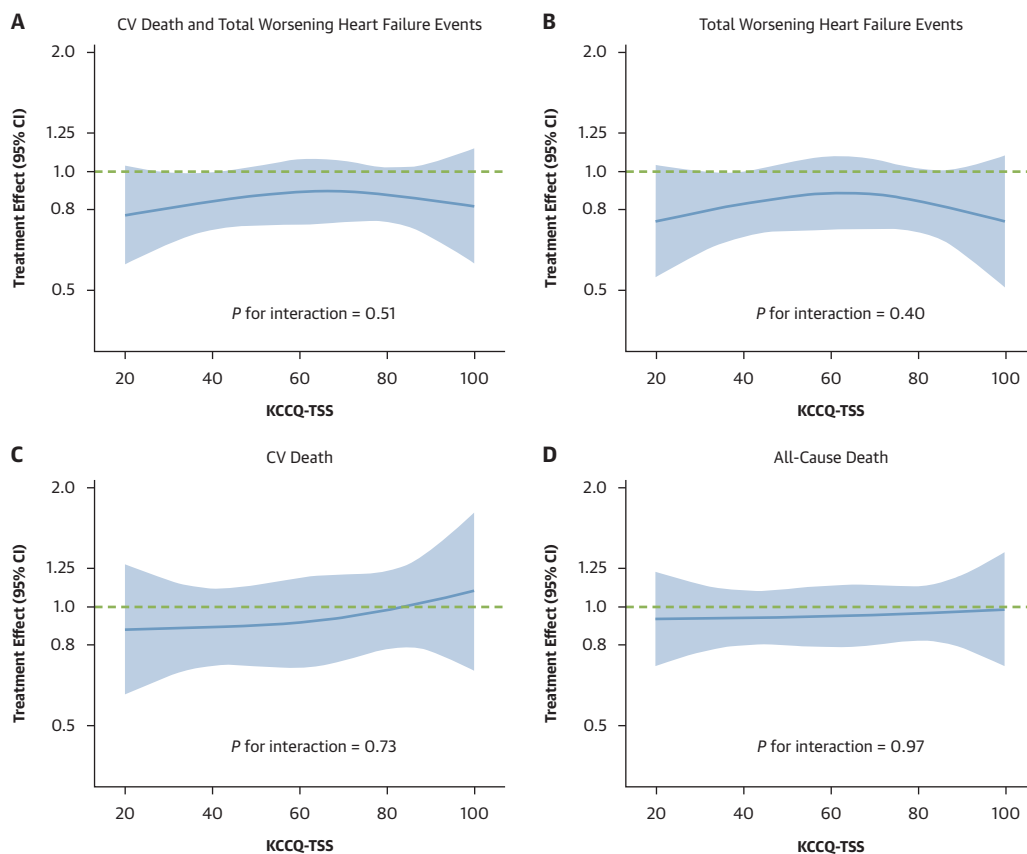 A
CV Death and Total Worsening Heart Failure Events
Treatment Effect (95% CI)
2.0
1.25
1.0
0.8
0.5
P for interaction = 0.51
20 40 60 80 100
KCCQ-TSS
B
Total Worsening Heart Failure Events
Treatment Effect (95% CI)
2.0
1.25
1.0
0.8
0.5
P for interaction = 0.40
20 40 60 80 100
KCCQ-TSS
C
CV Death
Treatment Effect (95% CI)
2.0
1.25
1.0
0.8
0.5
P for interaction = 0.73
20 40 60 80 100
KCCQ-TSS
D
All-Cause Death
Treatment Effect (95% CI)
2.0
1.25
1.0
0.8
0.5
P for interaction = 0.97
20 40 60 80 100
KCCQ-TSS